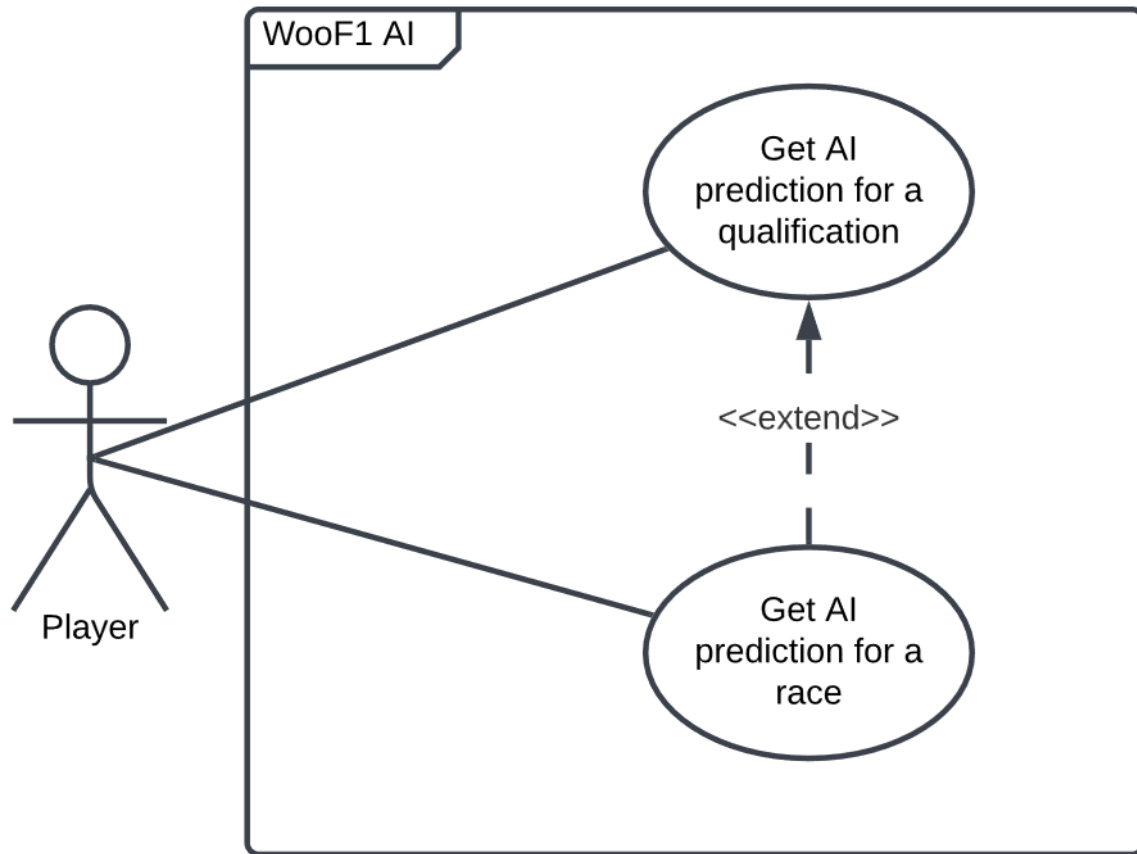 WooF1 AI
Get AI
prediction for a
qualification
<<extend>>
Player
Get AI
prediction for a
race